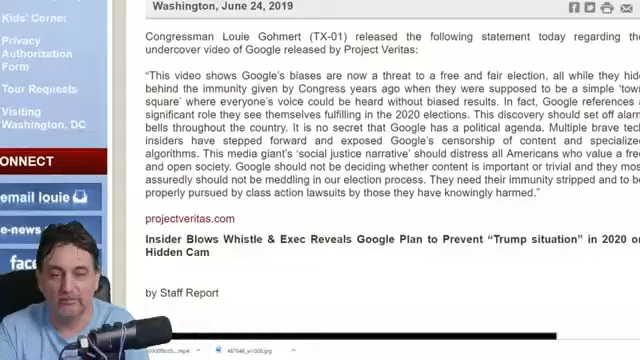 Washington, June 24, 2019
Kids' Corne:
Privacy
Authorization
Form
Tour Requests
Visiting
Washington, DC
ONNECT
email louie
e-news
face
Congressman Louie Gohmert (TX-01) released the following statement today regarding the
undercover video of Google released by Project Veritas:
“This video shows Google’s biases are now a threat to a free and fair election, all while they hide
behind the immunity given by Congress years ago when they were supposed to be a simple ‘town
square’ where everyone’s voice could be heard without biased results. In fact, Google references a
significant role they see themselves fulfilling in the 2020 elections. This discovery should set off alarm
bells throughout the country. It is no secret that Google has a political agenda. Multiple brave tech
insiders have stepped forward and exposed Google’s censorship of content and specialized
algorithms. This media giant’s ‘social justice narrative’ should distress all Americans who value a free
and open society. Google should not be deciding whether content is important or trivial and they most
assuredly should not be meddling in our election process. They need their immunity stripped and to be
properly pursued by class action lawsuits by those they have knowingly harmed.”
projectveritas.com
Insider Blows Whistle & Exec Reveals Google Plan to Prevent “Trump situation” in 2020 on
Hidden Cam
by Staff Report
487648_w1000.jpg